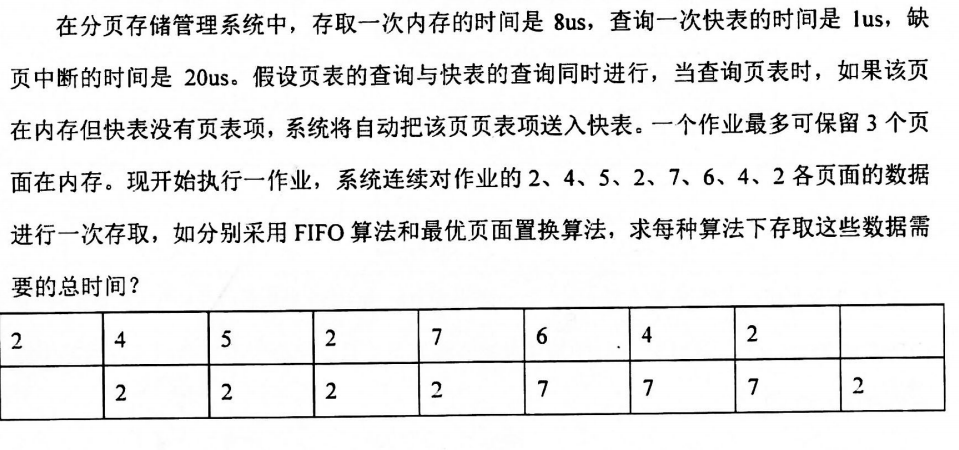 在分页存储管理系统中，存取一次内存的时间是 8us，查询一次快表的时间是 1us，缺
页中断的时间是 20us。假设页表的查询与快表的查询同时进行，当查询页表时，如果该页
在内存但快表没有页表项，系统将自动把该页页表项送入快表。一个作业最多可保留 3 个页
面在内存。现开始执行一作业，系统连续对作业的 2、4、5、2、7、6、4、2 各页面的数据
进行一次存取，如分别采用 FIFO 算法和最优页面置换算法，求每种算法下存取这些数据需
要的总时间？
2 4 5 2 7 6 4 2
2 2 2 2 7 7 7 2